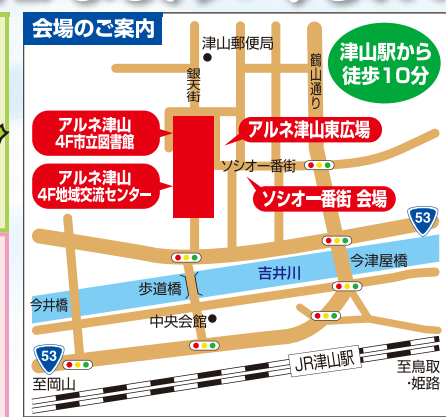 会場のご案内
津山郵便局
銀天街
鶴山通り
津山駅から
徒歩10分
アルネ津山
4F市立図書館
アルネ津山東広場
アルネ津山
4F地域交流センター
ソシオ一番街
ソシオ一番街 会場
53
今津屋橋
吉井川
歩道橋
今井橋
中央会館
53
至岡山
JR津山駅
至鳥取
・姫路